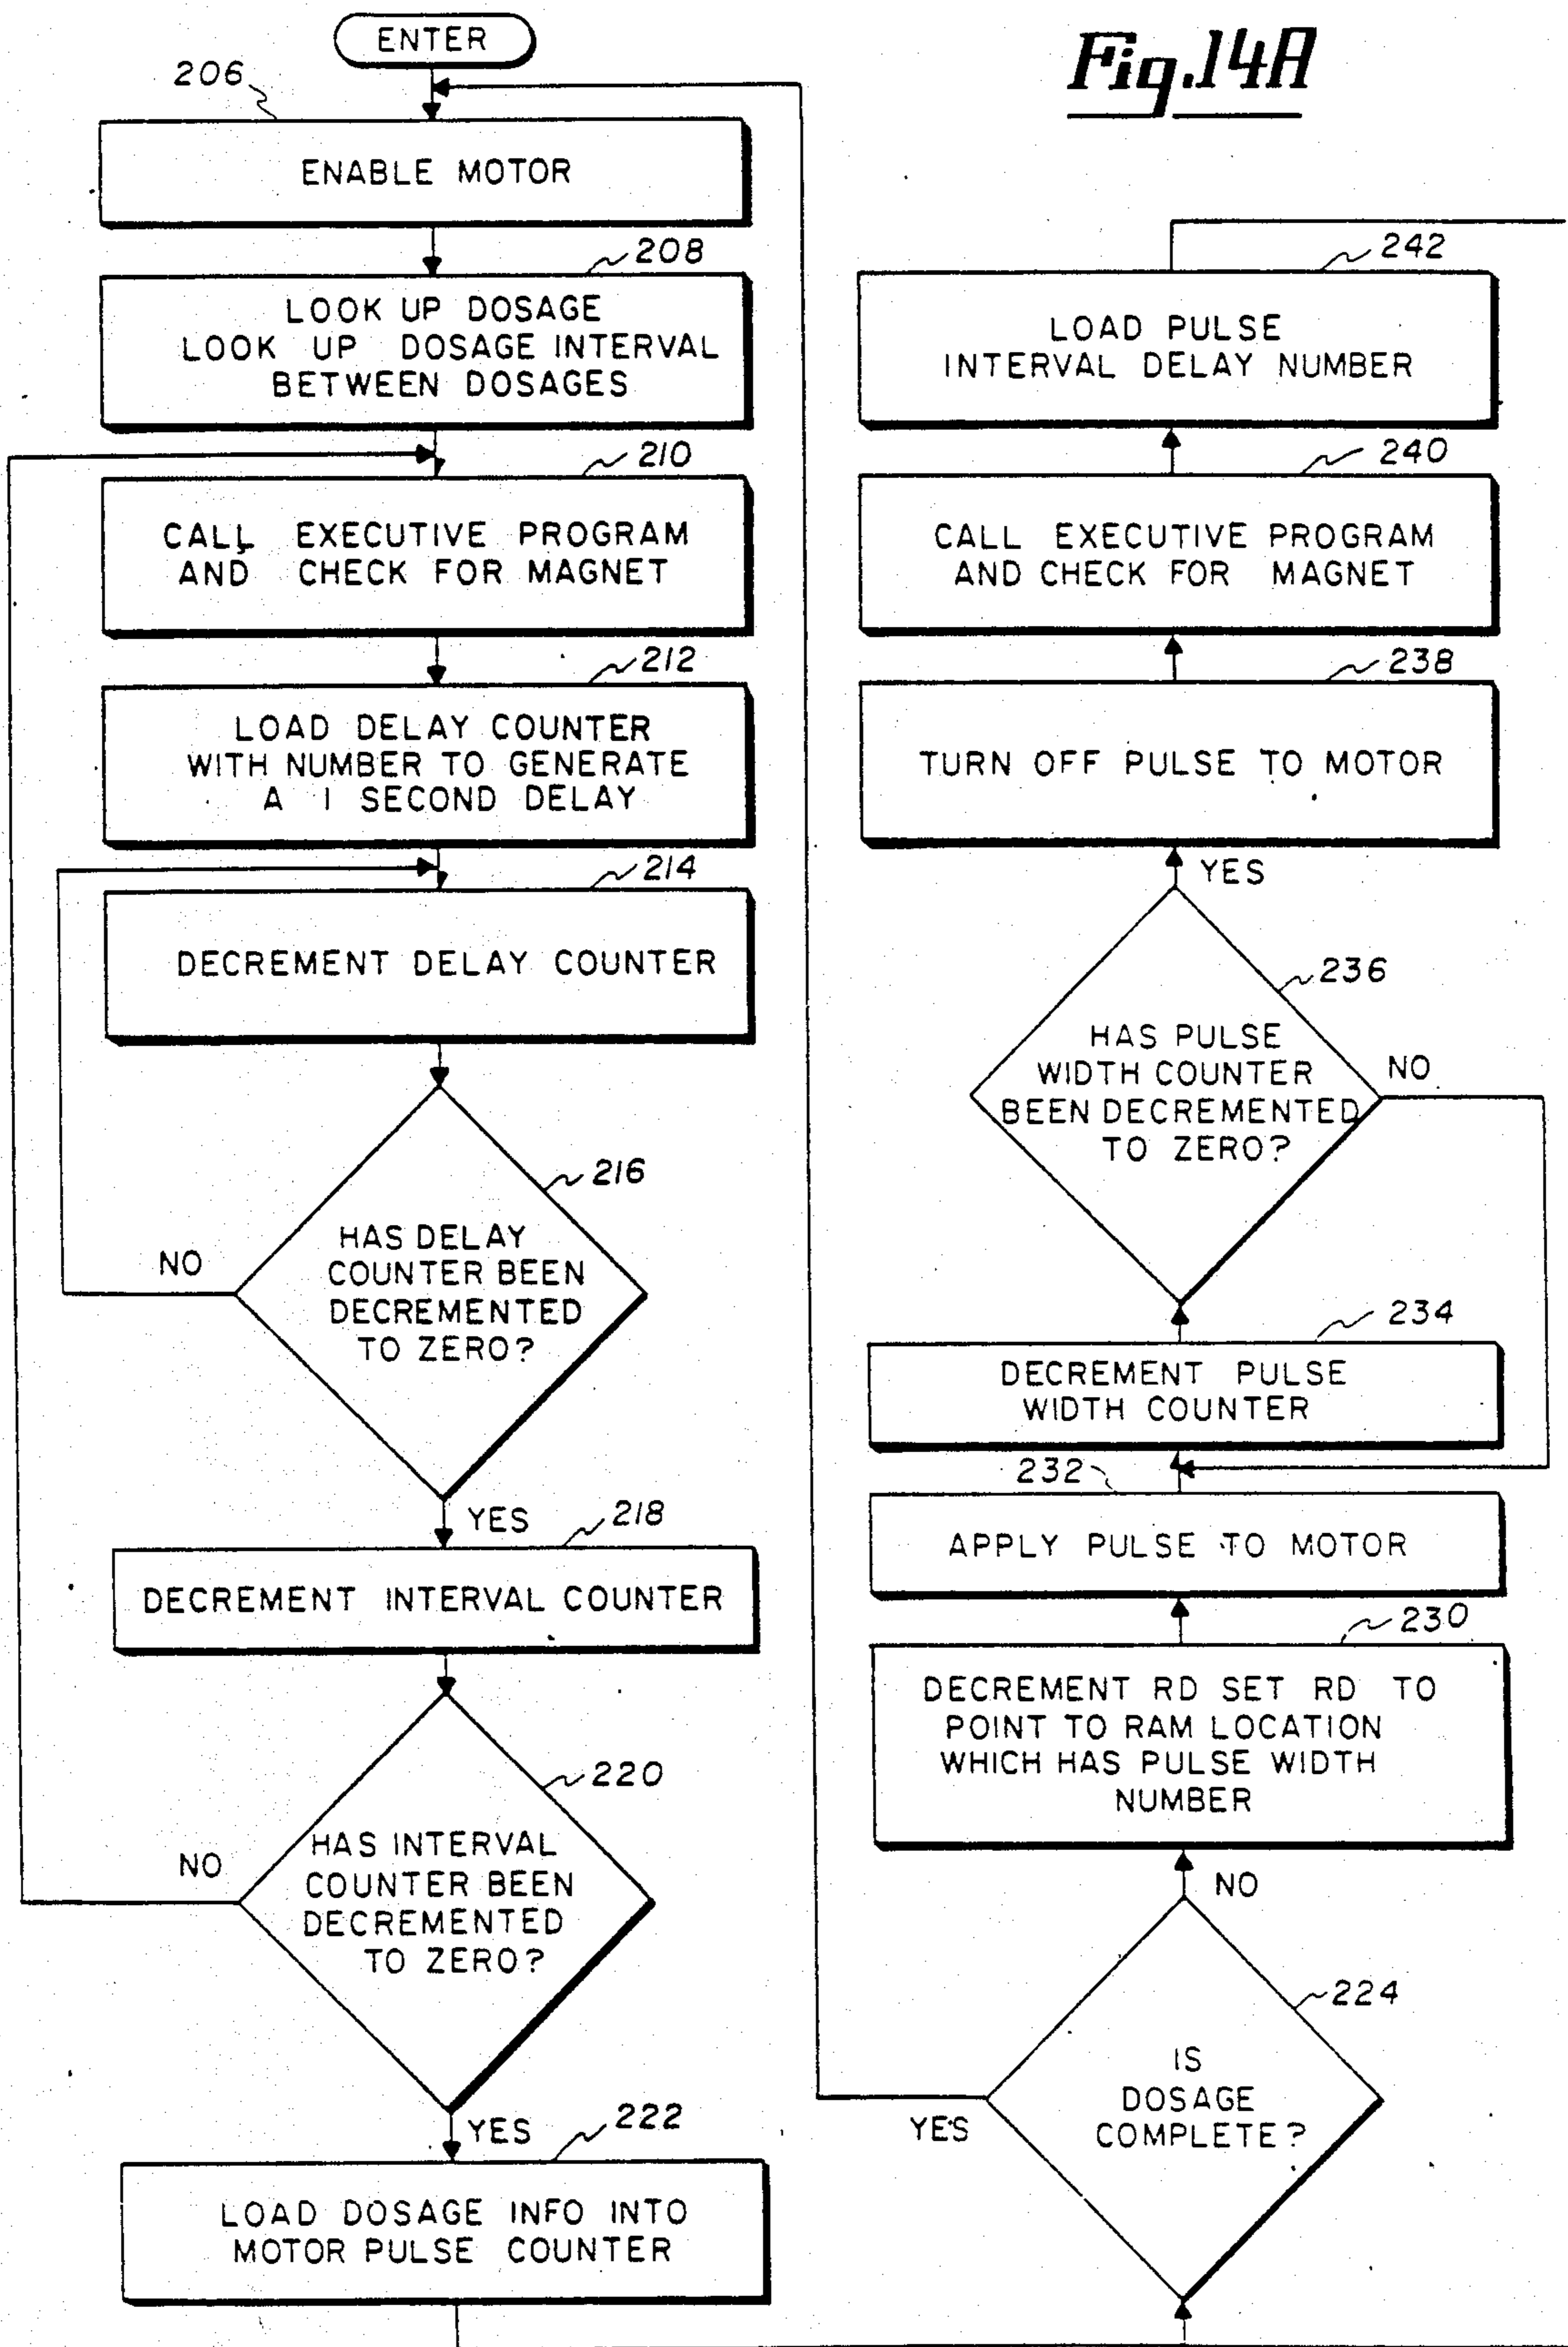 Fig.14A
ENTER
206
ENABLE MOTOR
208
LOOK UP DOSAGE
LOOK UP DOSAGE INTERVAL
BETWEEN DOSAGES
210
CALL EXECUTIVE PROGRAM
AND CHECK FOR MAGNET
212
LOAD DELAY COUNTER
WITH NUMBER TO GENERATE
A 1 SECOND DELAY
214
DECREMENT DELAY COUNTER
216
HAS DELAY
COUNTER BEEN
DECREMENTED
TO ZERO?
NO
YES
218
DECREMENT INTERVAL COUNTER
220
HAS INTERVAL
COUNTER BEEN
DECREMENTED
TO ZERO?
NO
YES
222
LOAD DOSAGE INFO INTO
MOTOR PULSE COUNTER
242
LOAD PULSE
INTERVAL DELAY NUMBER
240
CALL EXECUTIVE PROGRAM
AND CHECK FOR MAGNET
238
TURN OFF PULSE TO MOTOR
YES
236
HAS PULSE
WIDTH COUNTER
BEEN DECREMENTED
TO ZERO?
NO
234
DECREMENT PULSE
WIDTH COUNTER
232
APPLY PULSE TO MOTOR
230
DECREMENT RD SET RD TO
POINT TO RAM LOCATION
WHICH HAS PULSE WIDTH
NUMBER
NO
224
IS
DOSAGE
COMPLETE?
YES